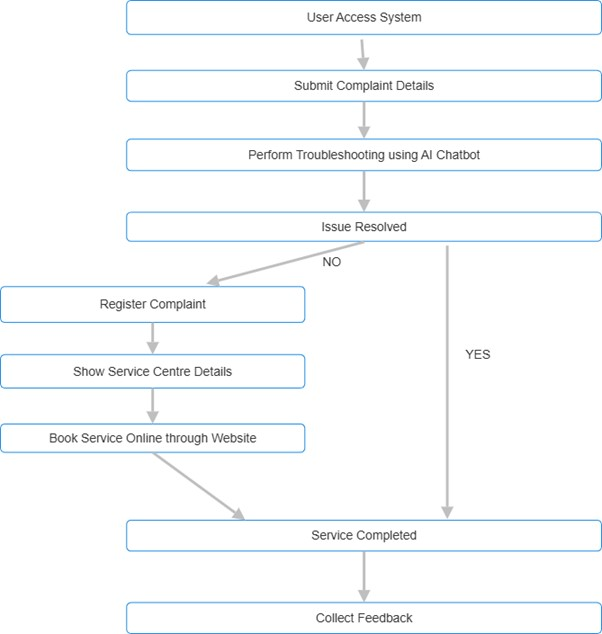 User Access System
Submit Complaint Details
Perform Troubleshooting using AI Chatbot
Issue Resolved
NO
Register Complaint
YES
Show Service Centre Details
Book Service Online through Website
Service Completed
Collect Feedback